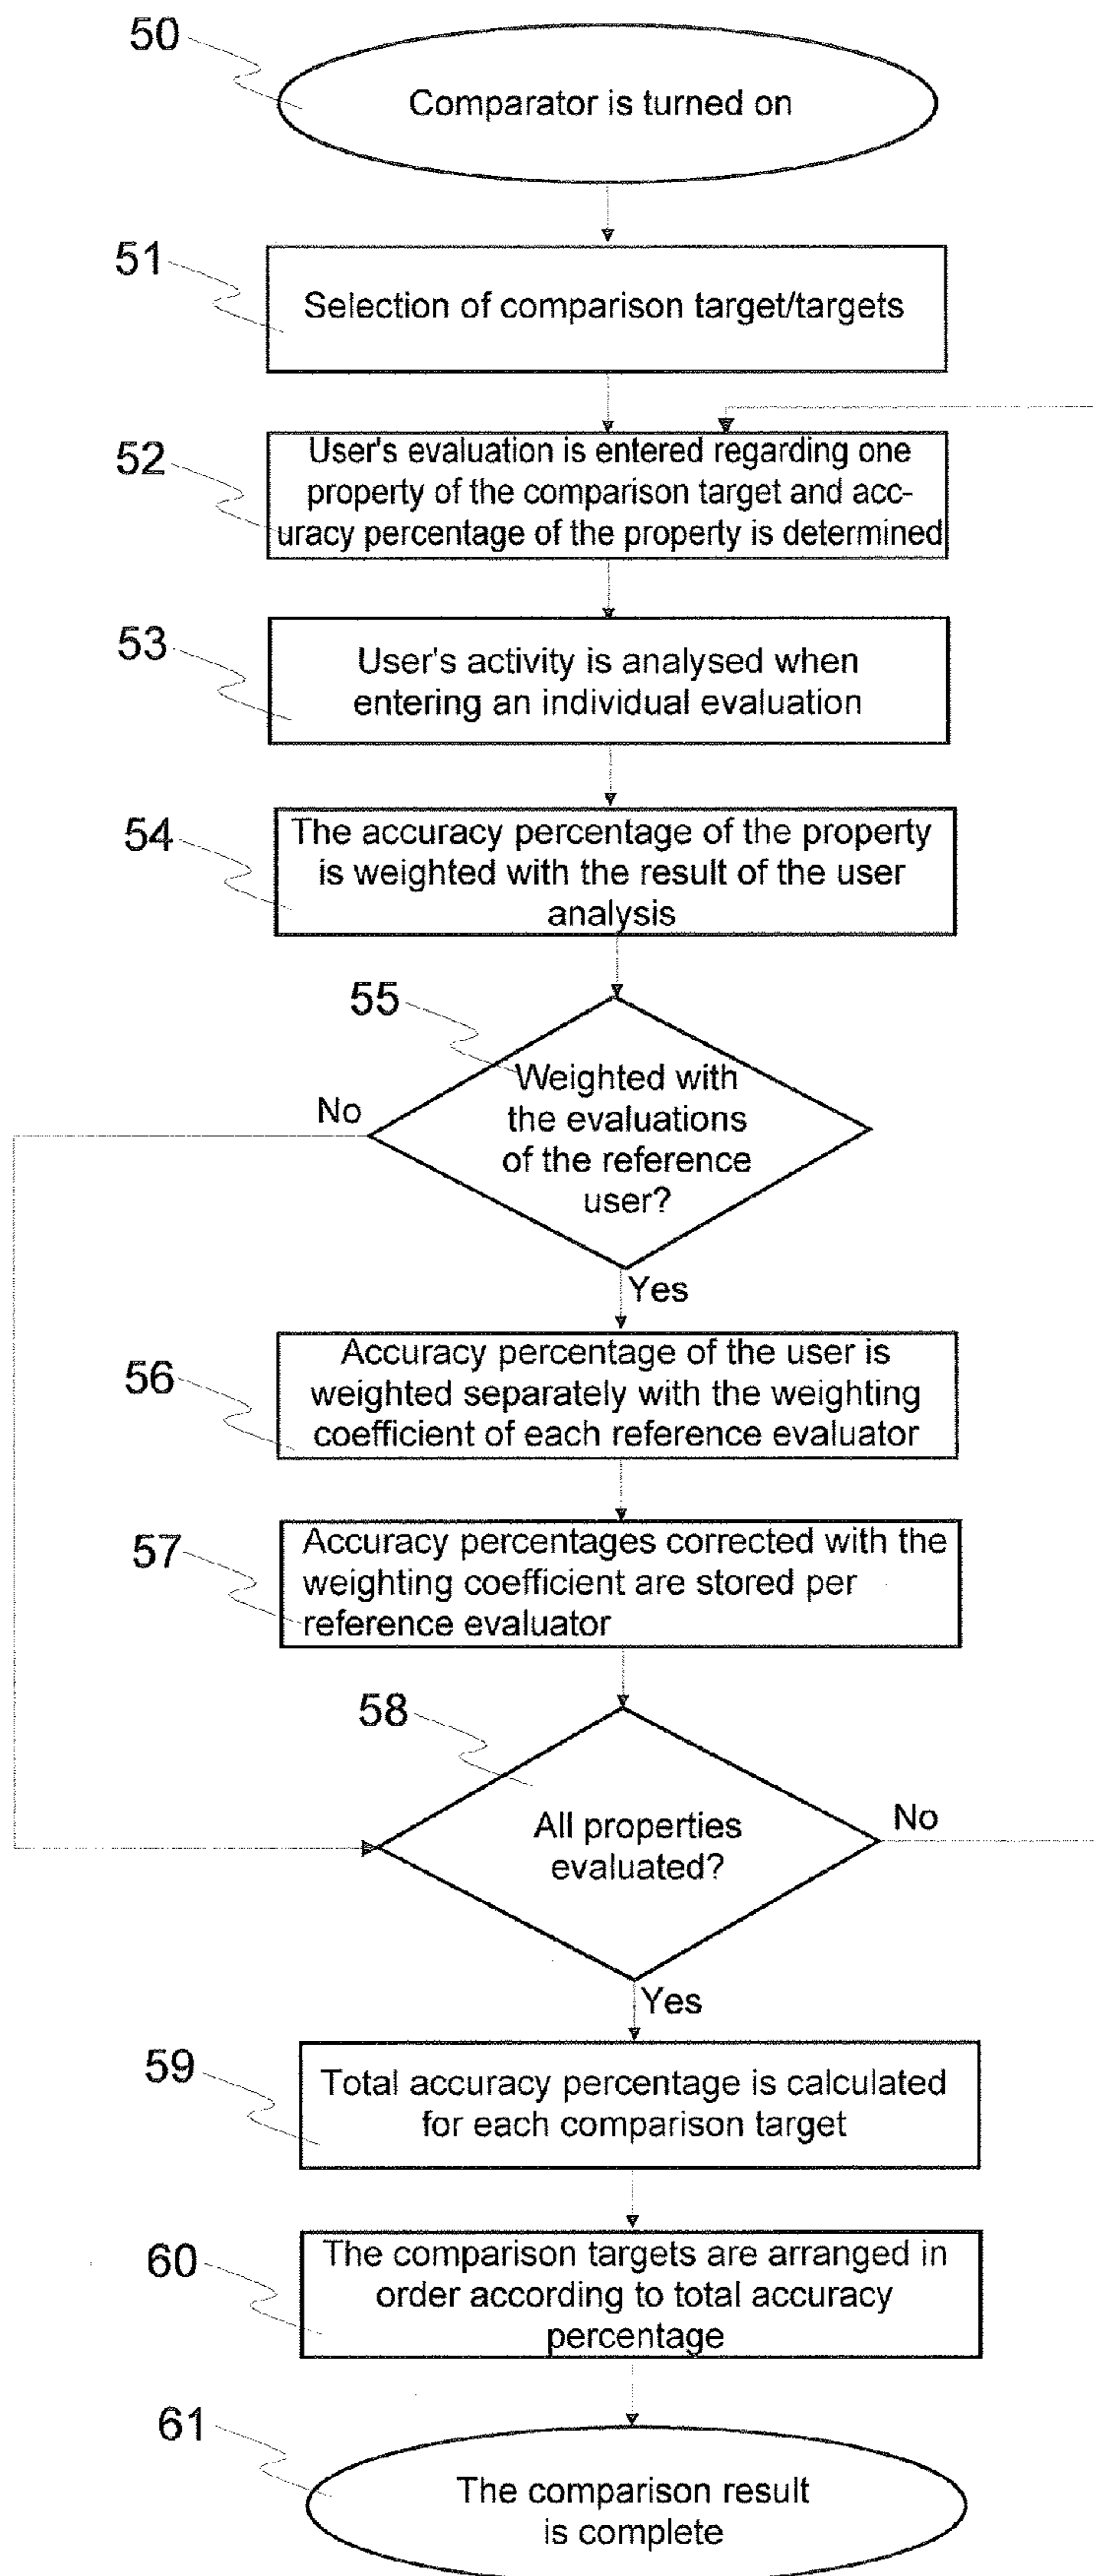 50
Comparator is turned on
51
Selection of comparison target/targets
52
User's evaluation is entered regarding one
property of the comparison target and acc-
uracy percentage of the property is determined
53
User's activity is analysed when
entering an individual evaluation
54
The accuracy percentage of the property
is weighted with the result of the user
analysis
55
Weighted with
the evaluations
of the reference
user?
No
Yes
56
Accuracy percentage of the user is
weighted separately with the weighting
coefficient of each reference evaluator
57
Accuracy percentages corrected with the
weighting coefficient are stored per
reference evaluator
58
All properties
evaluated?
No
Yes
59
Total accuracy percentage is calculated
for each comparison target
60
The comparison targets are arranged in
order according to total accuracy
percentage
61
The comparison result
is complete